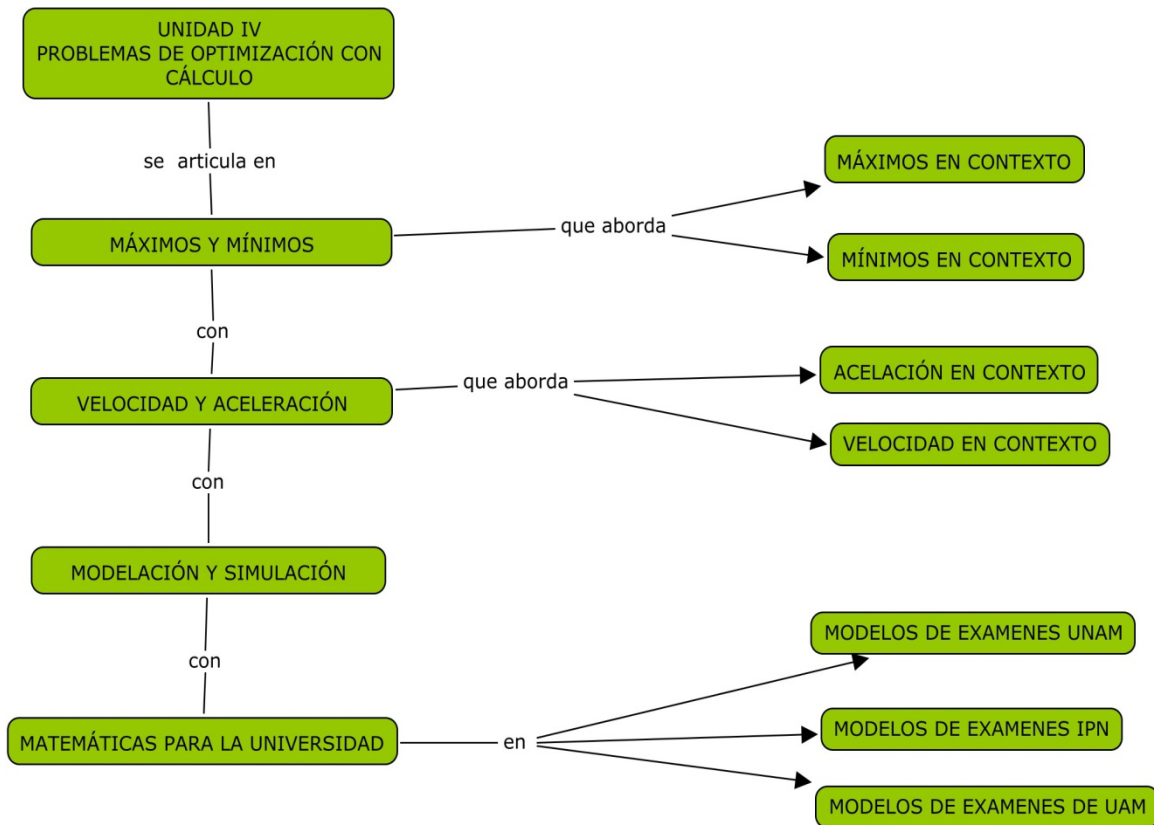 UNIDAD IV
PROBLEMAS DE OPTIMIZACIÓN CON
CÁLCULO
se articula en
MÁXIMOS Y MÍNIMOS
que aborda
MÁXIMOS EN CONTEXTO
MÍNIMOS EN CONTEXTO
con
VELOCIDAD Y ACELERACIÓN
que aborda
ACELACIÓN EN CONTEXTO
VELOCIDAD EN CONTEXTO
con
MODELACIÓN Y SIMULACIÓN
con
MATEMÁTICAS PARA LA UNIVERSIDAD
en
MODELOS DE EXAMENES UNAM
MODELOS DE EXAMENES IPN
MODELOS DE EXAMENES DE UAM